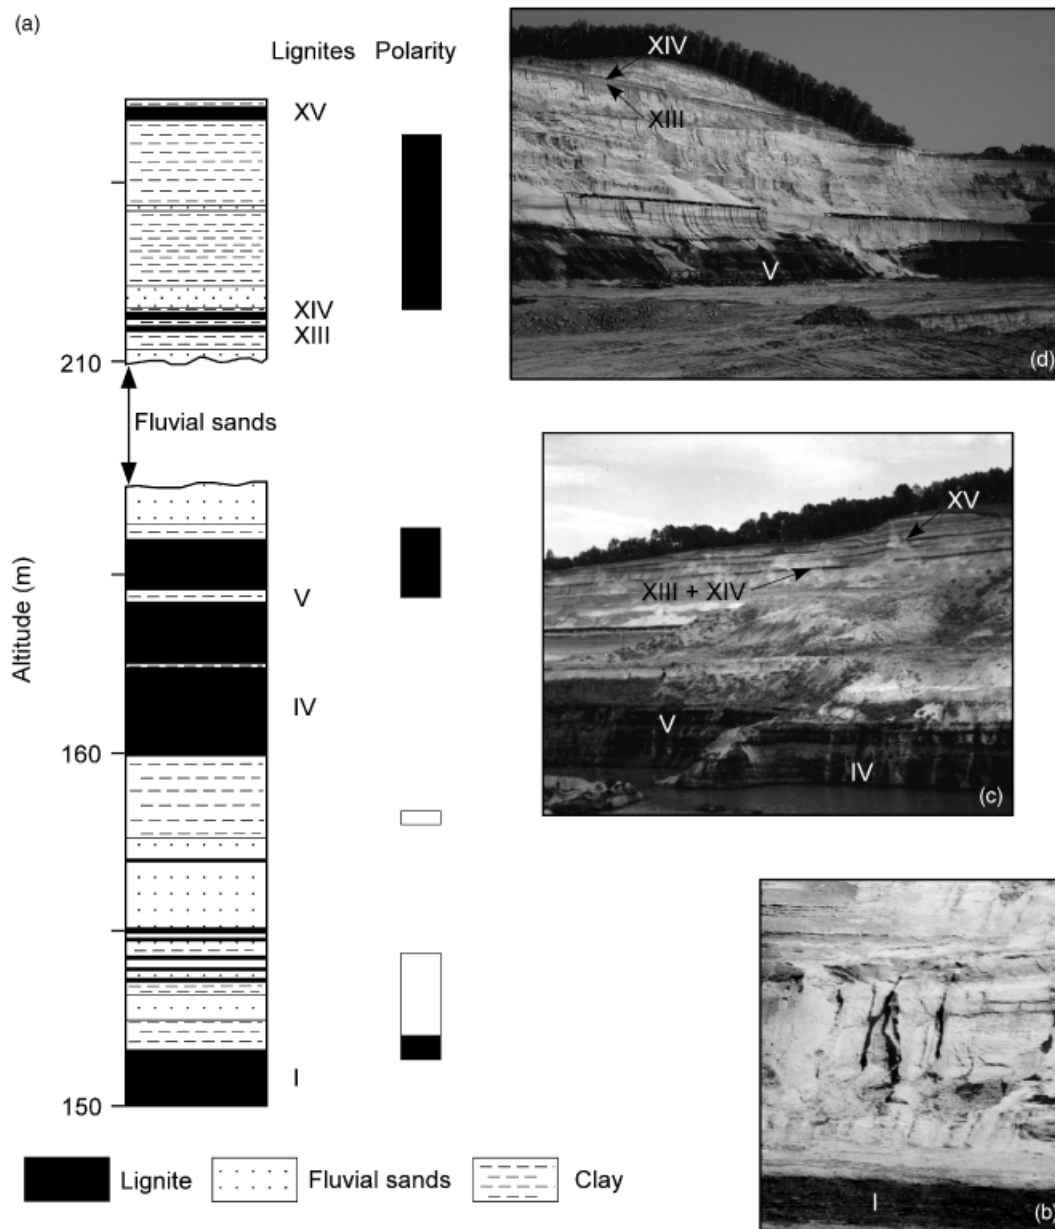 (a)
Lignites Polarity
XV
XIV
XIII
210
Fluvial sands
Altitude (m)
V
IV
160
I
150
Lignite
Fluvial sands
Clay
XIV
XIII
V
(d)
XV
XIII + XIV
V
IV
(c)
I
(b)